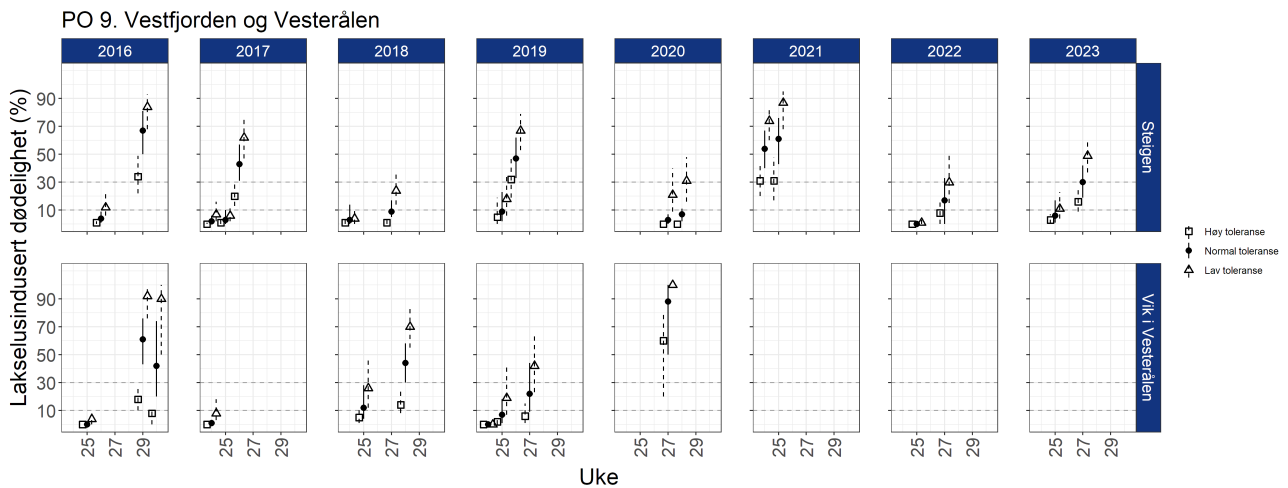 PO 9. Vestfjorden og Vesterålen
2016 2017 2018 2019 2020 2021 2022 2023
Lakselusindusert dødelighet (%)
90
70
50
30
10
Steigen
90
70
50
30
10
Vik i Vesterålen
25 27 29 25 27 29 25 27 29 25 27 29 25 27 29 25 27 29 25 27 29 25 27 29
Uke
Høy toleranse
Normal toleranse
Lav toleranse